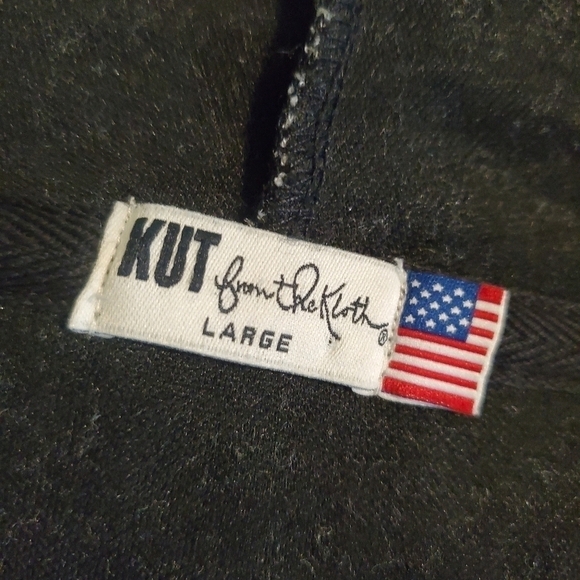 KUT from the Kloth®
LARGE